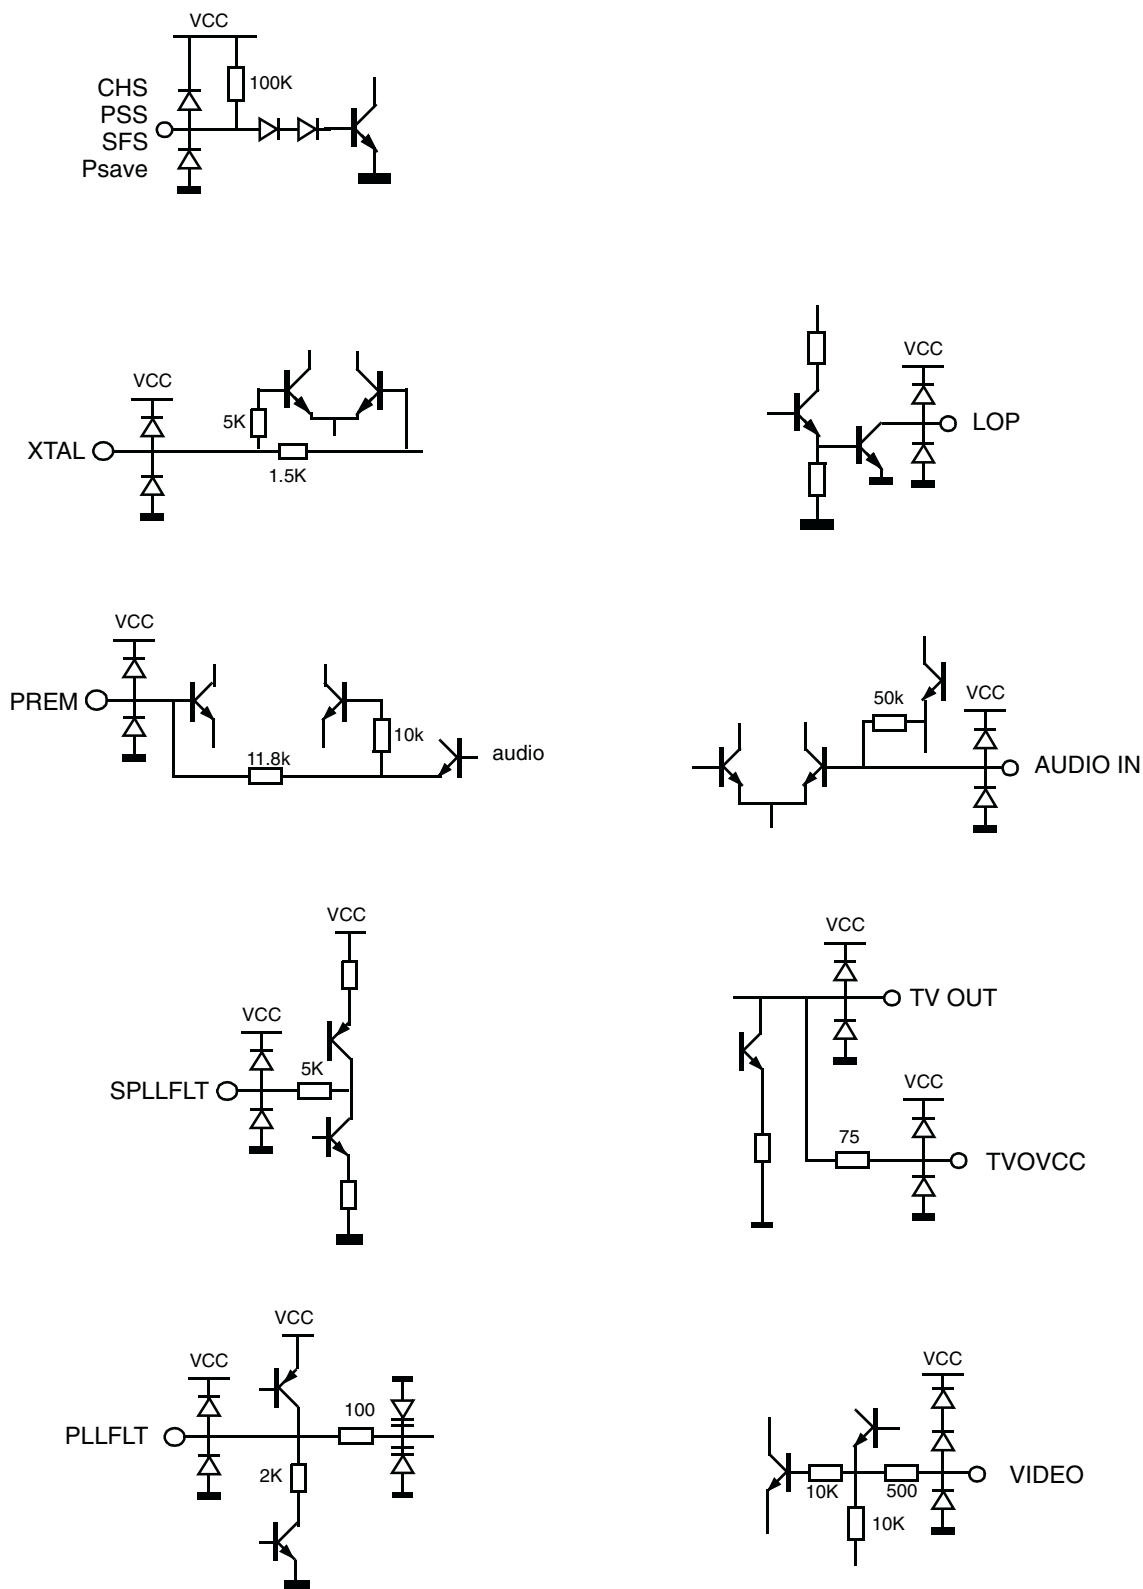 VCC
CHS
100K
PSS
SFS
Psave
VCC
5K
XTAL
1.5K
VCC
LOP
VCC
PREM
11.8k
10k
audio
50k
VCC
AUDIO IN
VCC
VCC
5K
SPLLFLT
VCC
TV OUT
VCC
75
TVOVCC
VCC
VCC
PLLFLT
100
2K
VCC
10K
500
VIDEO
10K